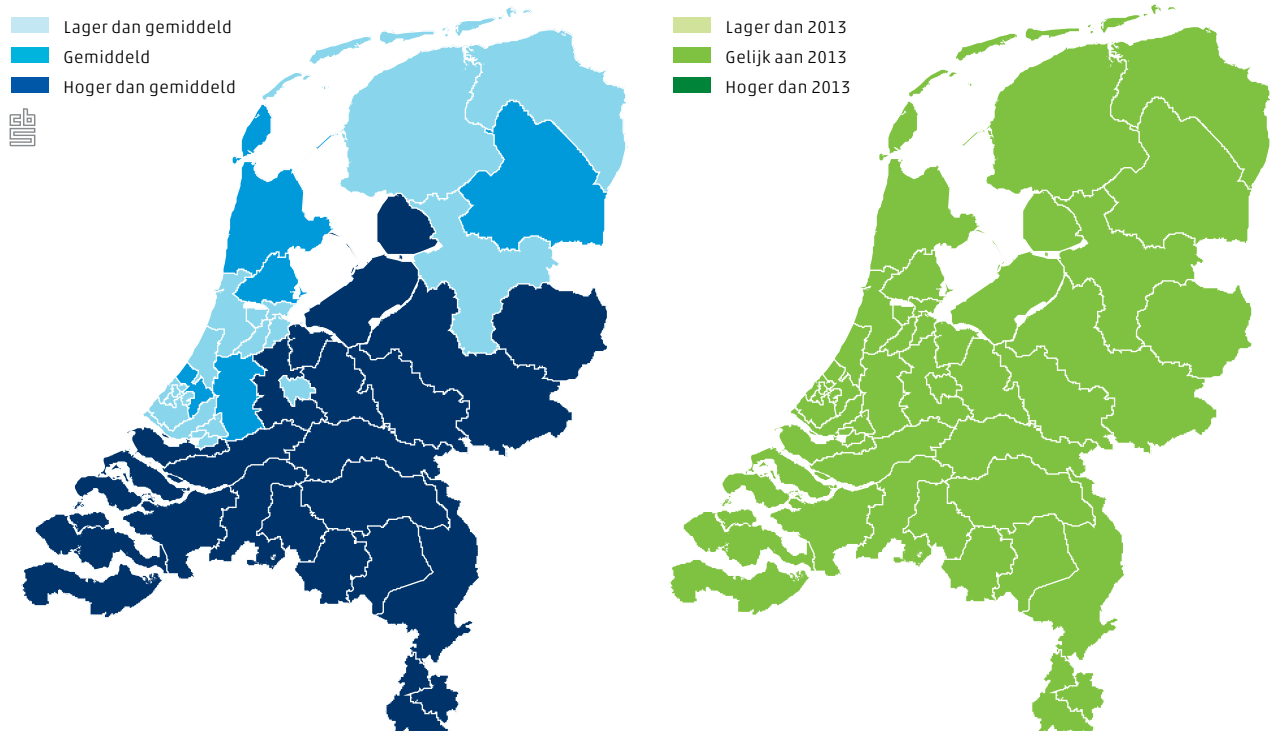 Lager dan gemiddeld
Gemiddeld
Hoger dan gemiddeld
cbs
Lager dan 2013
Gelijk aan 2013
Hoger dan 2013